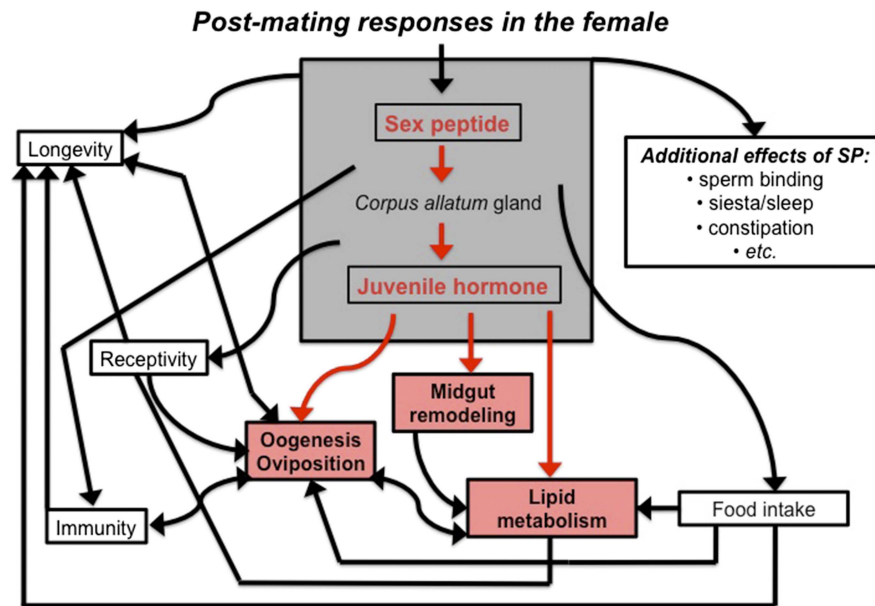 Post-mating responses in the female
Sex peptide
Longevity
Additional effects of SP:
• sperm binding
• siesta/sleep
• constipation
• etc.
Corpus allatum gland
Juvenile hormone
Receptivity
Midgut
remodeling
Oogenesis
Oviposition
Lipid
metabolism
Food intake
Immunity